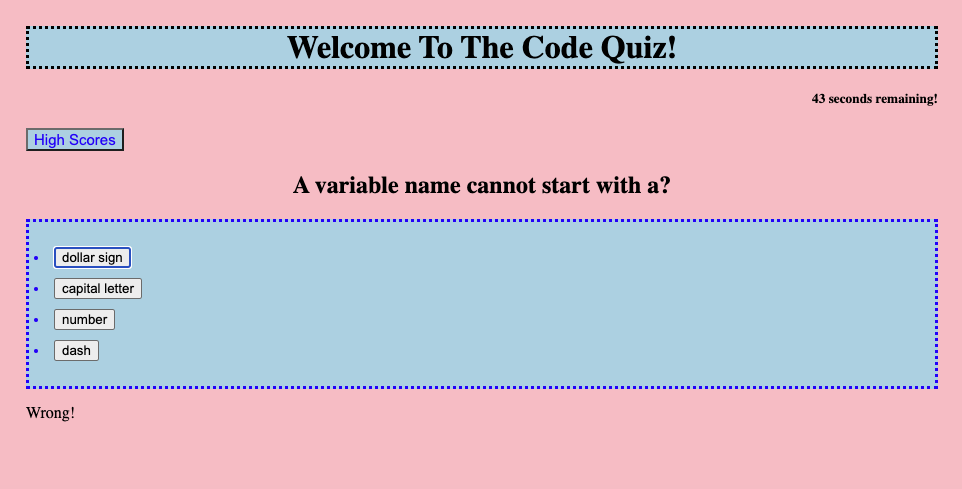 Welcome To The Code Quiz!
43 seconds remaining!
High Scores
A variable name cannot start with a?
dollar sign
capital letter
number
dash
Wrong!